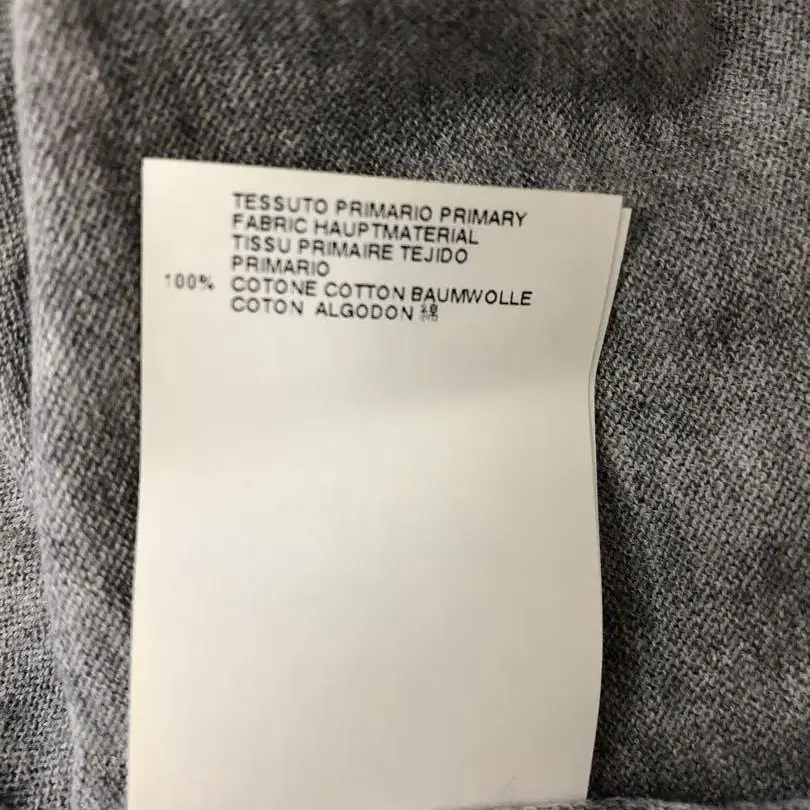 TESSUTO PRIMARIO PRIMARY
FABRIC HAUPTMATERIAL
TISSU PRIMAIRE TEJIDO
PRIMARIO
100% COTONE COTTON BAUMWOLLE
COTON ALGODON 綿